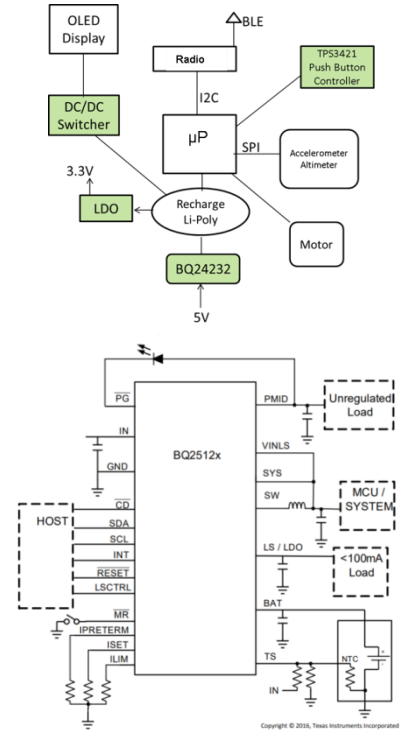 OLED
Display
BLE
Radio
TPS3421
Push Button
Controller
I2C
DC/DC
Switcher
µP
SPI
Accelerometer
Altimeter
3.3V
LDO
Recharge
Li-Poly
Motor
BQ24232
5V
PG
PMID
Unregulated
Load
IN
VINLS
BQ2512x
GND
SYS
SW
MCU /
SYSTEM
CD
HOST
SDA
SCL
LS / LDO
<100mA
Load
INT
RESET
LSCTRL
BAT
MR
IPRETERM
ISET
TS
NTC
+
-
ILIM
IN
Copyright © 2016, Texas Instruments Incorporated